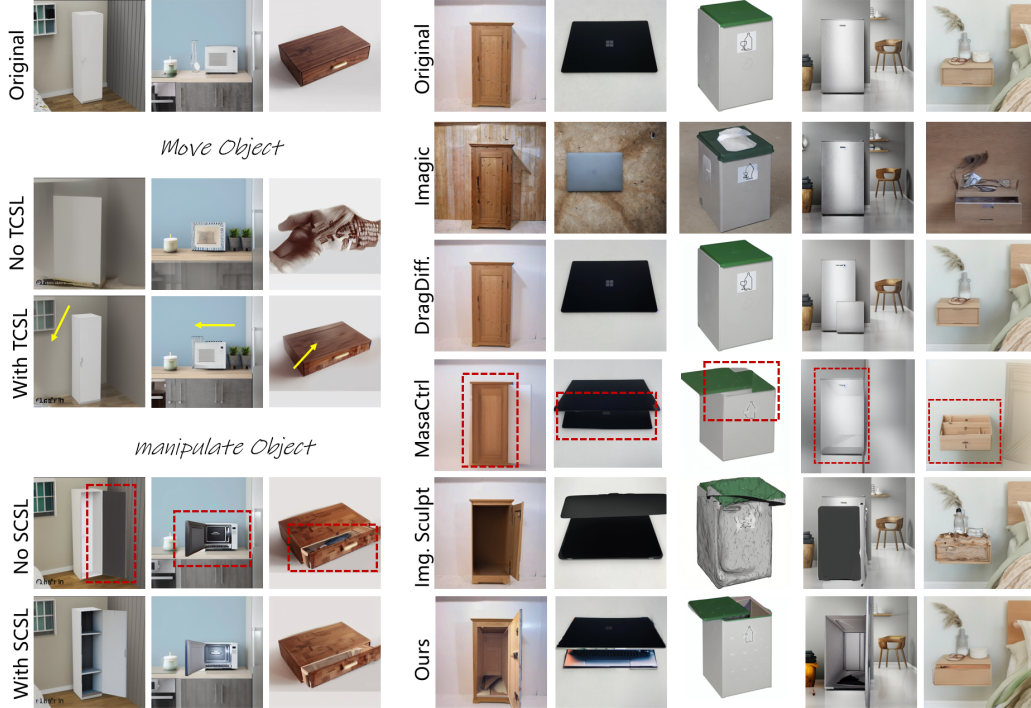 Original
Move Object
No TCSL
With TCSL
manipulate Object
No SCSL
With SCSL
Original
Imagic
DragDiff.
MasaCtrl
Img. Sculpt
Ours